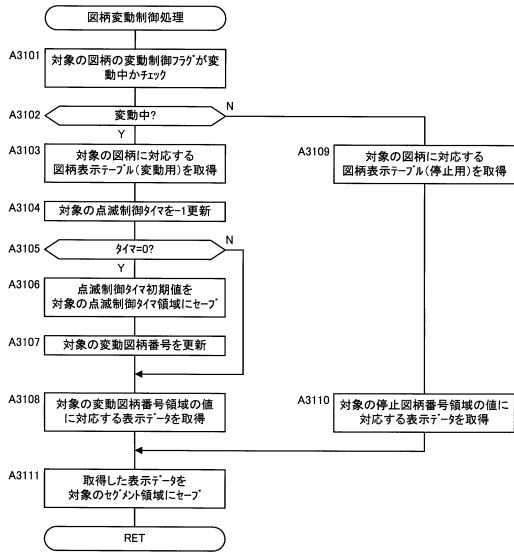 図柄変動制御処理
A3101
対象の図柄の変動制御フラグが変
動中かチェック
A3102
変動中?
N
Y
A3103
対象の図柄に対応する
図柄表示テーブル(変動用)を取得
A3109
対象の図柄に対応する
図柄表示テーブル(停止用)を取得
A3104
対象の点滅制御タイマを-1更新
A3105
タイマ=0?
N
Y
A3106
点滅制御タイマ初期値を
対象の点滅制御タイマ領域にセーブ
A3107
対象の変動図柄番号を更新
A3108
対象の変動図柄番号領域の値
に対応する表示データを取得
A3110
対象の停止図柄番号領域の値に
対応する表示データを取得
A3111
取得した表示データを
対象のセグメント領域にセーブ
RET